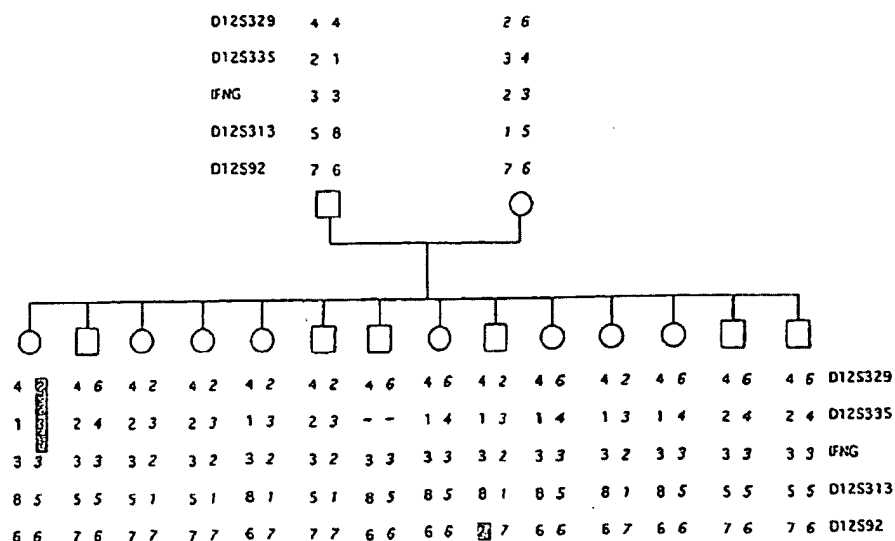 D12S329 4 4 2 6
D12S335 2 1 3 4
IFNG 3 3 2 3
D12S313 5 8 1 5
D12S92 7 6 7 6
4 4 6 4 2 4 2 4 2 4 2 4 6 4 6 4 2 4 6 4 2 4 6 4 6 4 6 D12S329
1 2 4 2 3 2 3 1 3 2 3 - - 1 4 1 3 1 4 1 3 1 4 2 4 2 4 D12S335
3 3 3 3 3 2 3 2 3 2 3 2 3 3 3 3 3 2 3 3 3 2 3 3 3 3 3 3 IFNG
8 5 5 5 5 1 5 1 8 1 5 1 8 5 8 5 8 1 8 5 8 1 8 5 5 5 5 5 D12S313
6 6 7 6 7 7 7 7 6 7 7 7 6 6 6 6 7 6 6 6 7 6 6 7 6 7 6 D12S92